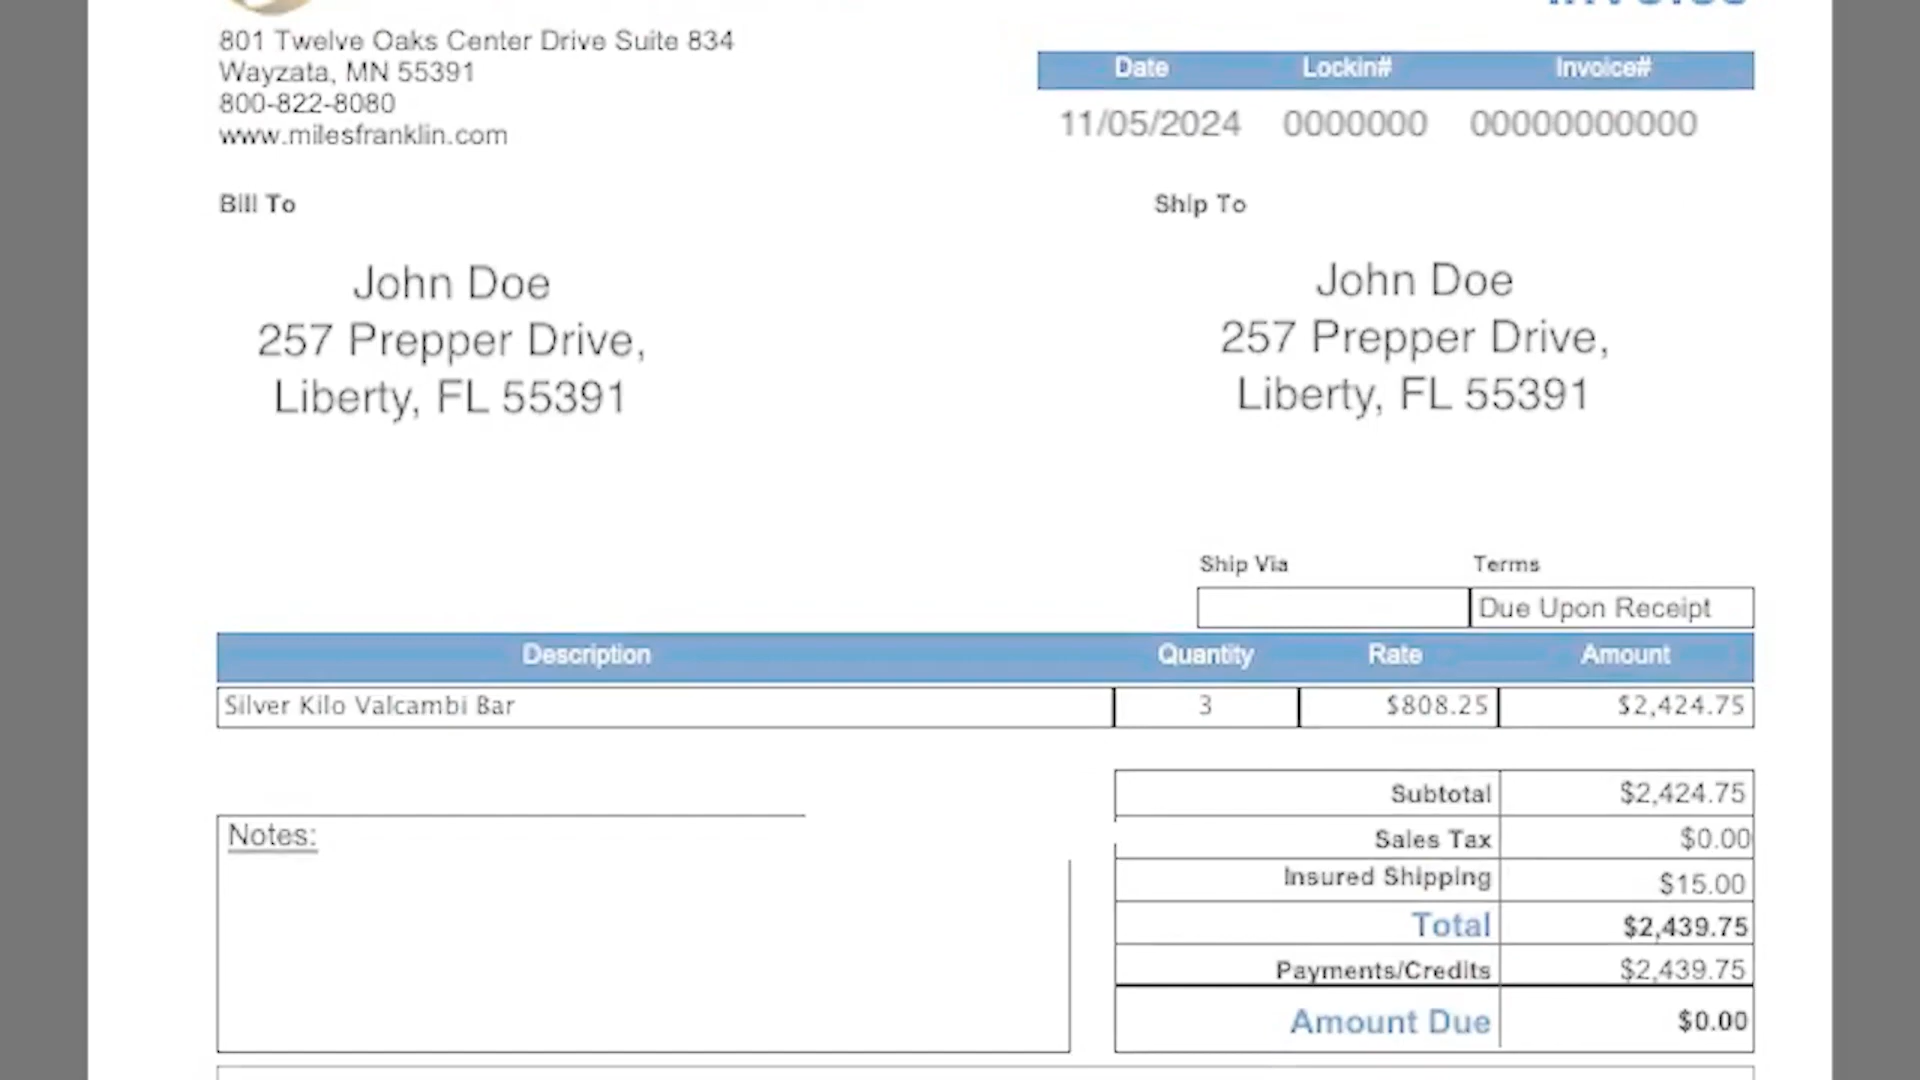 Invoice
801 Twelve Oaks Center Drive Suite 834
Wayzata, MN 55391
800-822-8080
www.milesfranklin.com
Date Lockin# Invoice#
11/05/2024 0000000 00000000000
Bill To
John Doe
257 Prepper Drive,
Liberty, FL 55391
Ship To
John Doe
257 Prepper Drive,
Liberty, FL 55391
Ship Via Terms
Due Upon Receipt
Description Quantity Rate Amount
Silver Kilo Valcambi Bar 3 $808.25 $2,424.75
Notes:
Subtotal $2,424.75
Sales Tax $0.00
Insured Shipping $15.00
Total $2,439.75
Payments/Credits $2,439.75
Amount Due $0.00